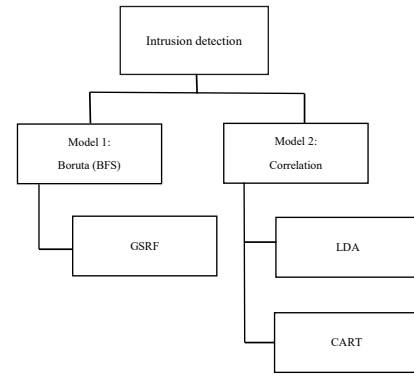 Intrusion detection
Model 1:
Boruta (BFS)
Model 2:
Correlation
GSRF
LDA
CART